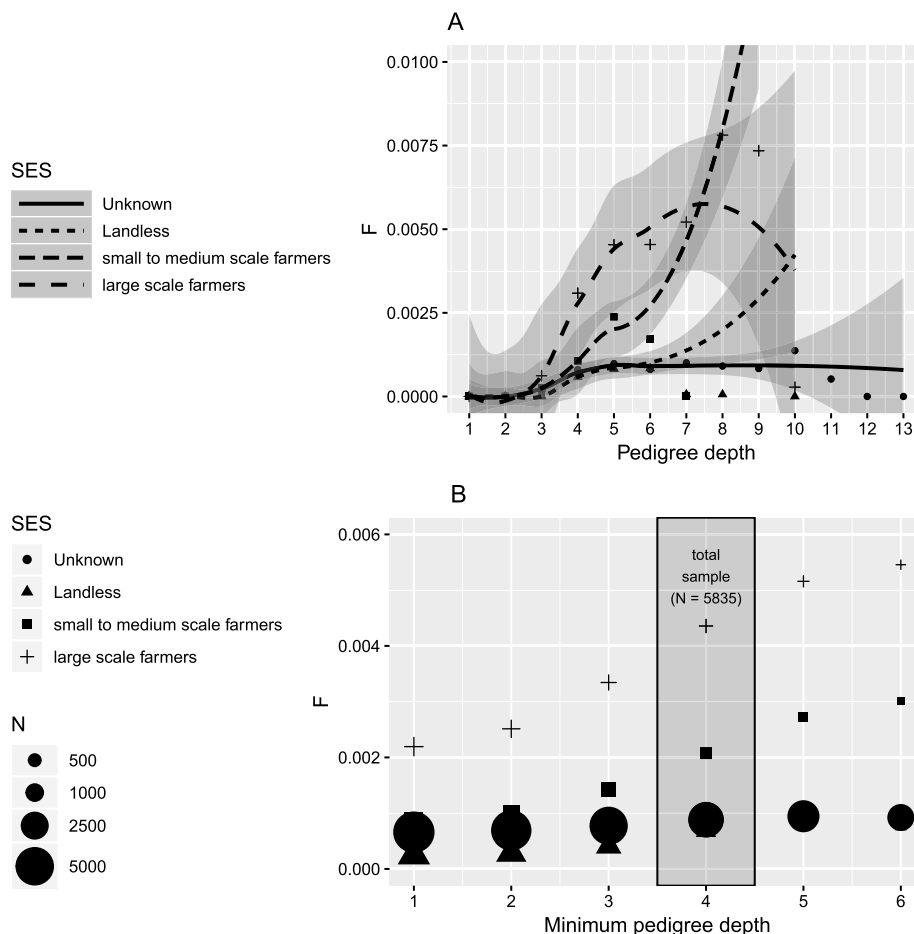 A
0.0100
0.0075
0.0050
0.0025
0.0000
F
1 2 3 4 5 6 7 8 9 10 11 12 13
Pedigree depth
SES
Unknown
Landless
small to medium scale farmers
large scale farmers
B
0.006
0.004
0.002
0.000
F
total
sample
(N = 5835)
1 2 3 4 5 6
Minimum pedigree depth
SES
Unknown
Landless
small to medium scale farmers
large scale farmers
N
500
1000
2500
5000